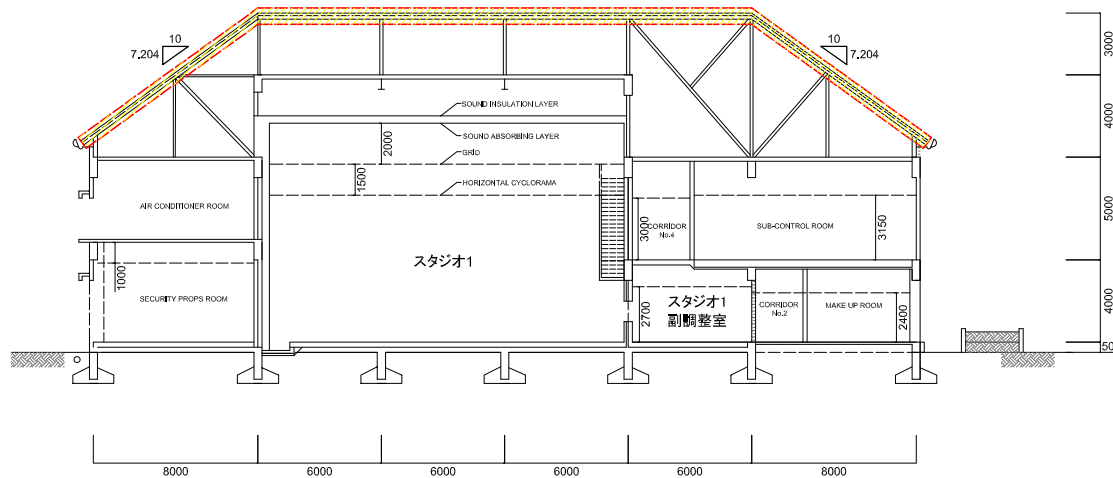 10
7.204
10
7.204
3000
SOUND INSULATION LAYER
4000
SOUND ABSORBING LAYER
2000
GRID
1500
HORIZONTAL CYCLORAMA
AIR CONDITIONER ROOM
3000
CORRIDOR
No.4
SUB-CONTROL ROOM
3150
5000
スタジオ1
1000
SECURITY PROPS ROOM
2700
スタジオ1
副調整室
CORRIDOR
No.2
MAKE UP ROOM
2400
4000
50
8000
6000
6000
6000
6000
8000